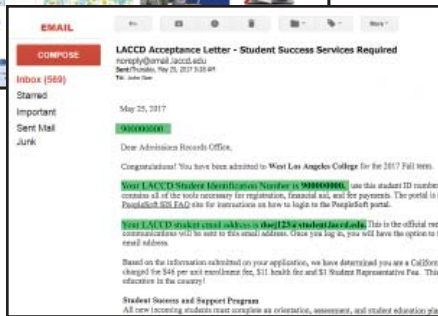 EMAIL
More
COMPOSE
Inbox (569)
Starred
Important
Sent Mail
Junk
LACCD Acceptance Letter - Student Success Services Required
noreply@email.laccd.edu
Sent: Thursday, May 25, 2017 5:38 AM
To: John Doe
May 25, 2017
900000000
Dear Admissions Records Office,
Congratulations! You have been admitted to West Los Angeles College for the 2017 Fall term.
Your LACCD Student Identification Number is 900000000, use this student ID number
contains all of the tools necessary for registration, financial aid, and fee payments. The portal is
PeopleSoft SIS FAQ site for instructions on how to login to the PeopleSoft portal.
Your LACCD student email address is doej123@student.laccd.edu. This is the official
communications will be sent to this email address. Once you log in, you will have the option to
email address.
Based on the information submitted on your application, we have determined you are a
charged the $46 per unit enrollment fee, $11 health fee and $1 Student Representative Fee. This
education in the country!
Student Success and Support Program
All new incoming students must complete an orientation, assessment, and student education